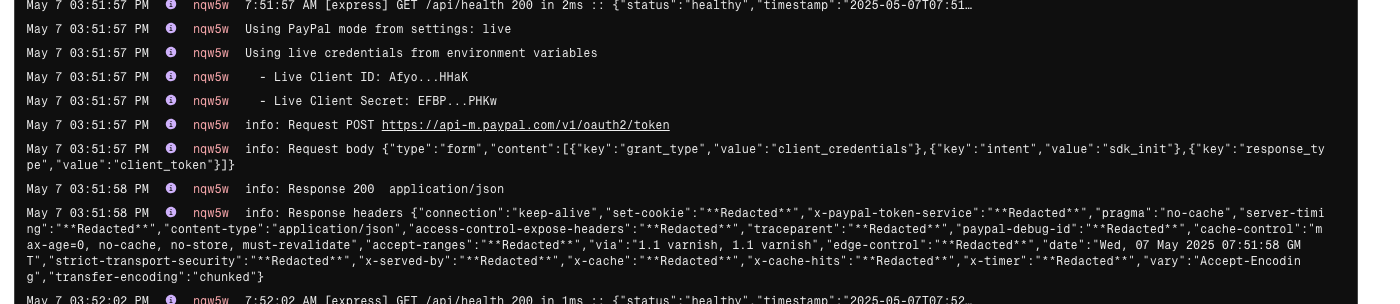 May 7 03:51:57 PM nqw5w 7:51:57 AM [express] GET /api/health 200 in 2ms :: {"status":"healthy","timestamp":"2025-05-07T07:51…
May 7 03:51:57 PM nqw5w Using PayPal mode from settings: live
May 7 03:51:57 PM nqw5w Using live credentials from environment variables
May 7 03:51:57 PM nqw5w - Live Client ID: Afyo...HHaK
May 7 03:51:57 PM nqw5w - Live Client Secret: EFBP...PHKw
May 7 03:51:57 PM nqw5w info: Request POST https://api-m.paypal.com/v1/oauth2/token
May 7 03:51:57 PM nqw5w info: Request body {"type":"form","content":[{"key":"grant_type","value":"client_credentials"},{"key":"intent","value":"sdk_init"},{"key":"response_ty
pe","value":"client_token"}]}
May 7 03:51:58 PM nqw5w info: Response 200 application/json
May 7 03:51:58 PM nqw5w info: Response headers {"connection":"keep-alive","set-cookie":"**Redacted**","x-paypal-token-service":"**Redacted**","pragma":"no-cache","server-timi
ng":"**Redacted**","content-type":"application/json","access-control-expose-headers":"**Redacted**","traceparent":"**Redacted**","paypal-debug-id":"**Redacted**","cache-control":"m
ax-age=0, no-cache, no-store, must-revalidate","accept-ranges":"**Redacted**","via":"1.1 varnish, 1.1 varnish","edge-control":"**Redacted**","date":"Wed, 07 May 2025 07:51:58 GM
T","strict-transport-security":"**Redacted**","x-served-by":"**Redacted**","x-cache":"**Redacted**","x-cache-hits":"**Redacted**","x-timer":"**Redacted**","vary":"Accept-Encodin
g","transfer-encoding":"chunked"}
May 7 03:52:02 PM nqw5w 7:52:02 AM [express] GET /api/health 200 in 1ms :: {"status":"healthy","timestamp":"2025-05-07T07:52…